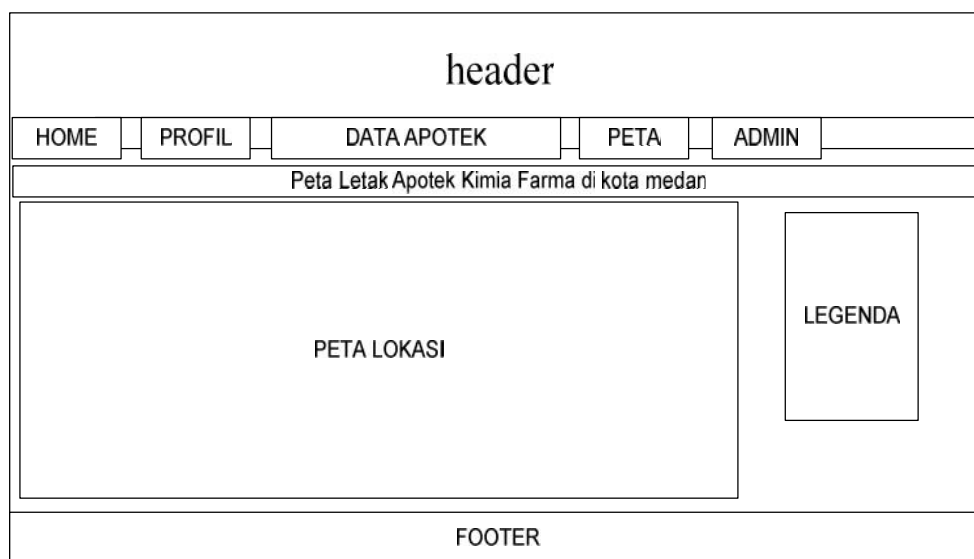 header
HOME PROFIL DATA APOTEK PETA ADMIN
Peta Letak Apotek Kimia Farma di kota medan
PETA LOKASI
LEGENDA
FOOTER